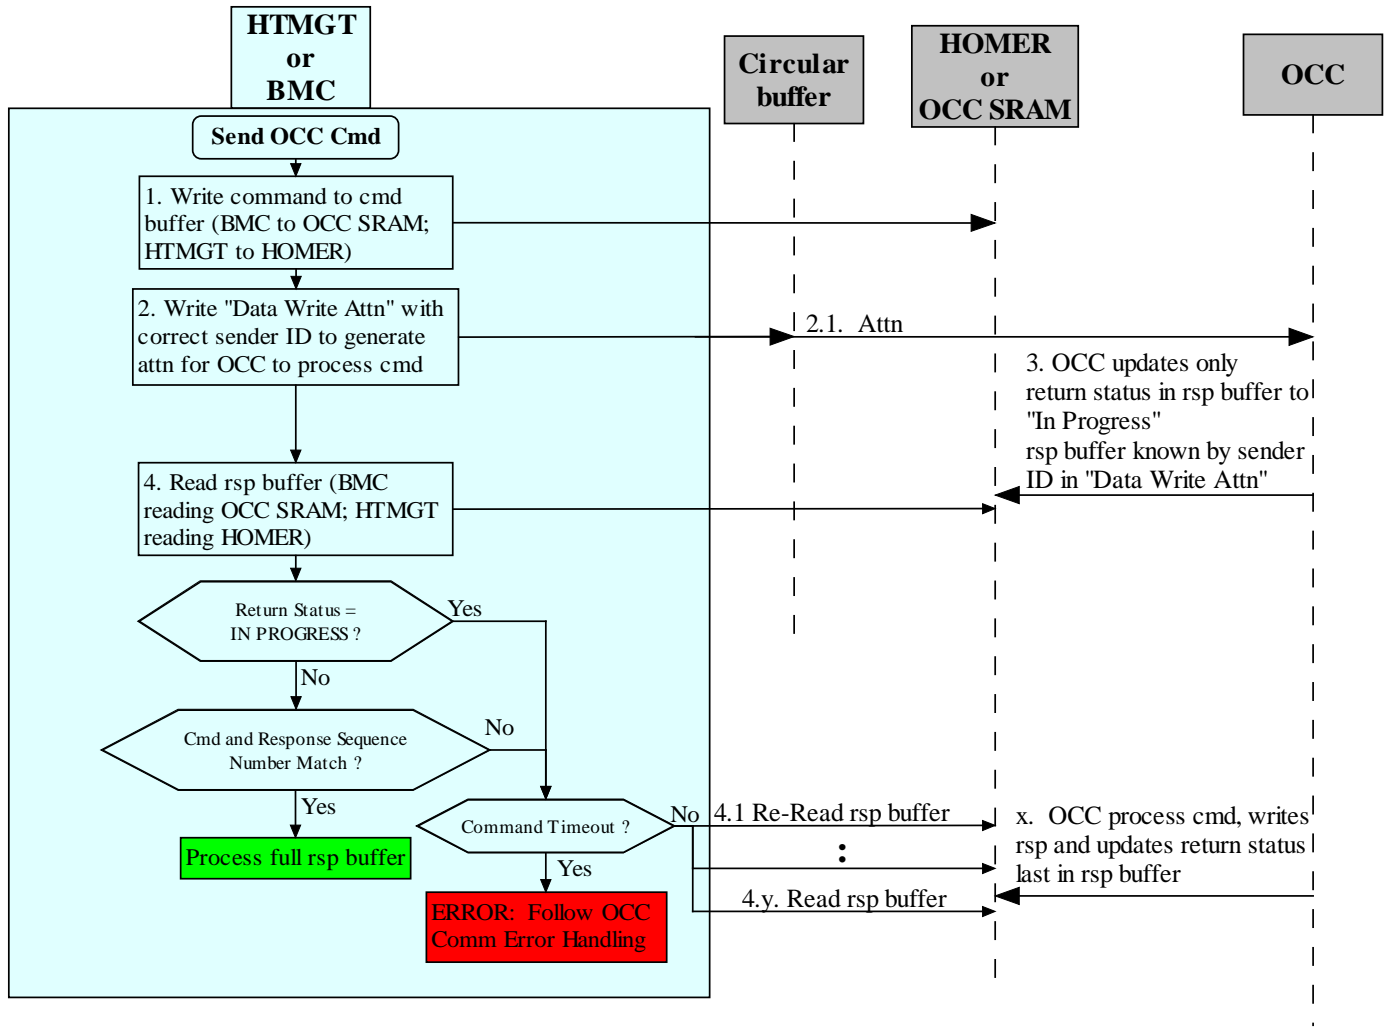 HTMGT
or
BMC
Circular
buffer
HOMER
or
OCC SRAM
OCC
Send OCC Cmd
1. Write command to cmd
buffer (BMC to OCC SRAM;
HTMGT to HOMER)
2. Write "Data Write Attn" with
correct sender ID to generate
attn for OCC to process cmd
2.1. Attn
3. OCC updates only
return status in rsp buffer to
"In Progress"
rsp buffer known by sender
ID in "Data Write Attn"
4. Read rsp buffer (BMC
reading OCC SRAM; HTMGT
reading HOMER)
Return Status =
IN PROGRESS ?
Yes
No
Cmd and Response Sequence
Number Match ?
No
Yes
Process full rsp buffer
Command Timeout ?
No
Yes
ERROR: Follow OCC
Comm Error Handling
4.1 Re-Read rsp buffer
:
4.y. Read rsp buffer
x. OCC process cmd, writes
rsp and updates return status
last in rsp buffer